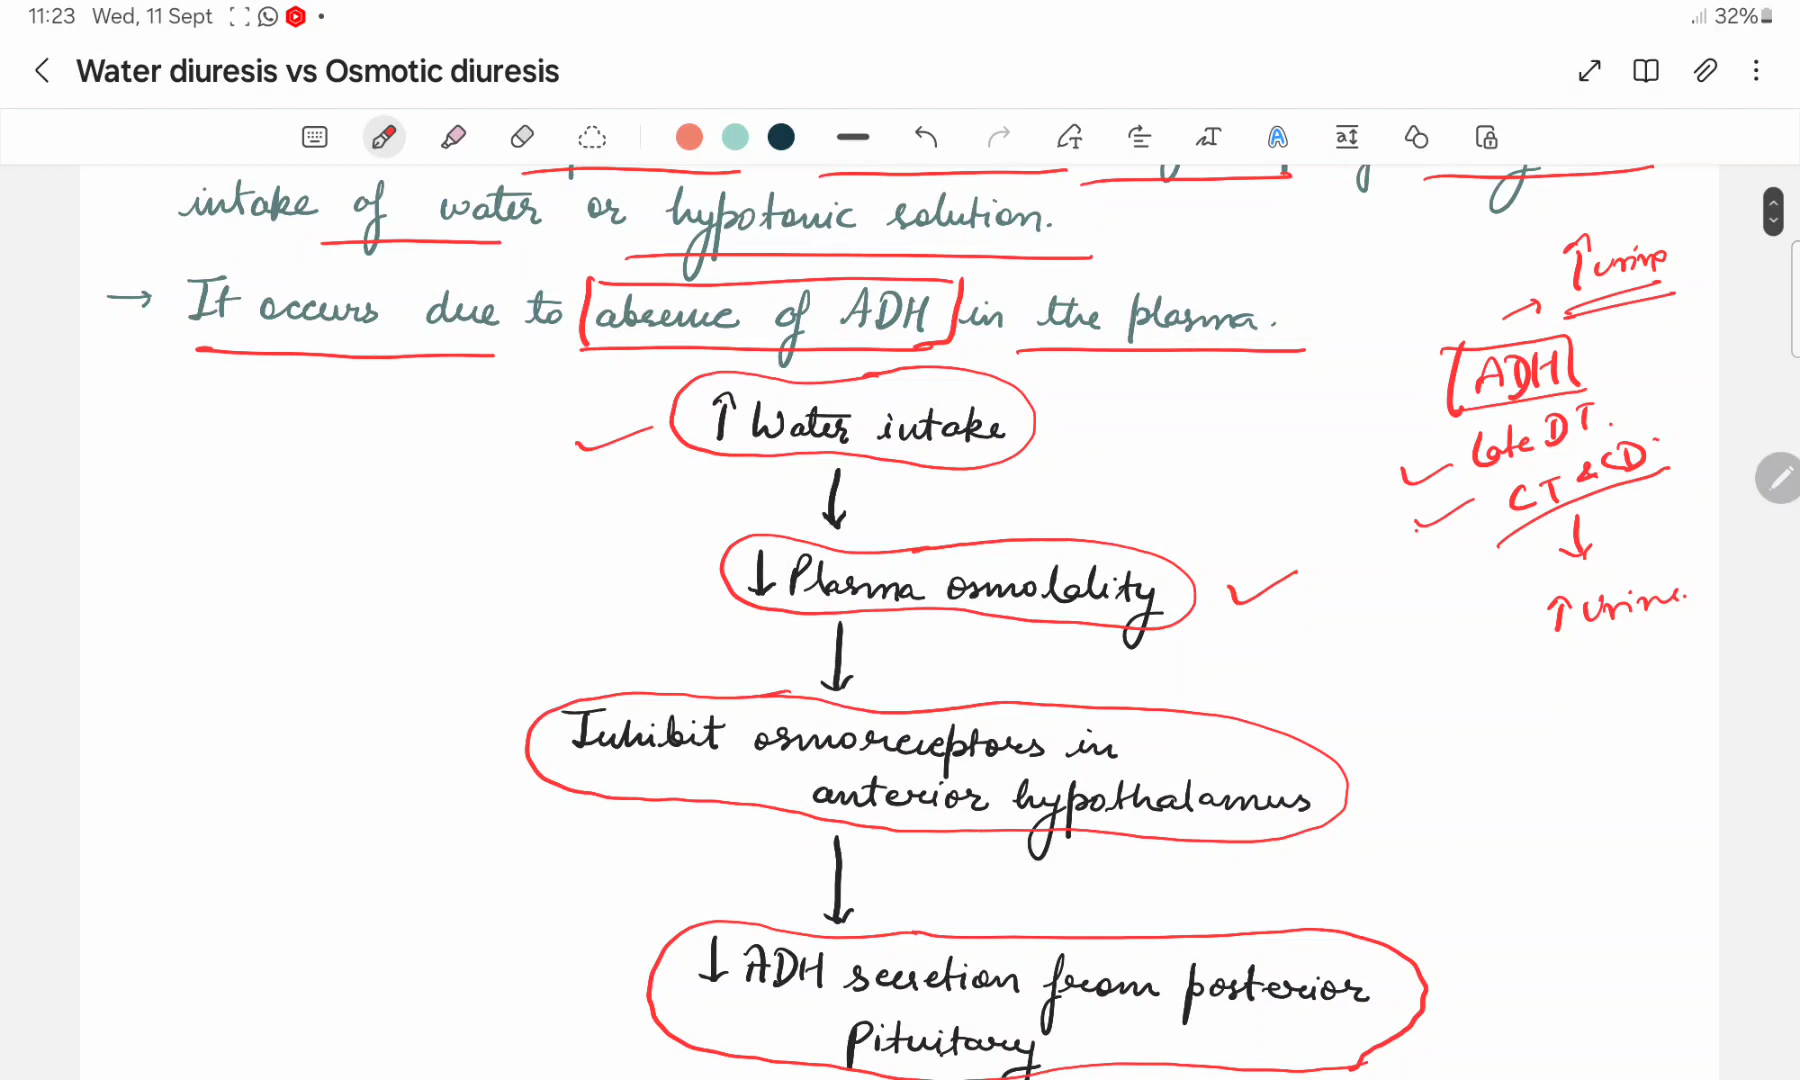 11:23 Wed, 11 Sept
32%
Water diuresis vs Osmotic diuresis
intake of water or hypotonic solution.
→ It occurs due to absence of ADH in the plasma.
↑ Water intake
↓ Plasma osmolality
Inhibit osmoreceptors in
anterior hypothalamus
↓ ADH secretion from posterior
Pituitary
↑ urine
ADH
late DT.
CT & CD.
↑ urine.